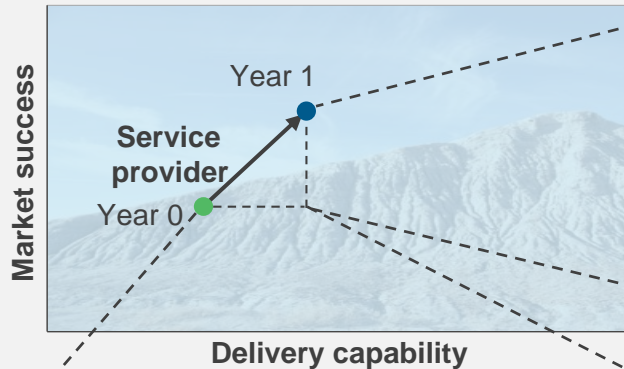 Market success
Year 1
Service
provider
Year 0
Delivery capability